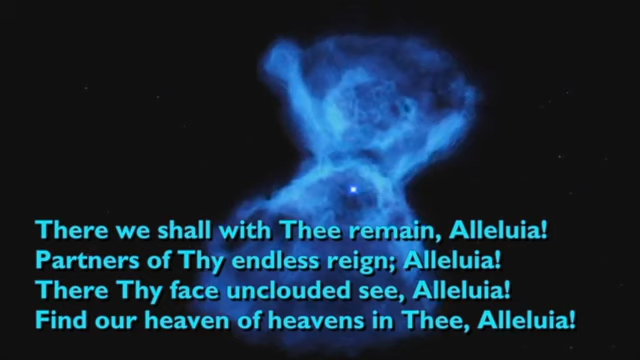 There we shall with Thee remain, Alleluia!
Partners of Thy endless reign; Alleluia!
There Thy face unclouded see, Alleluia!
Find our heaven of heavens in Thee, Alleluia!